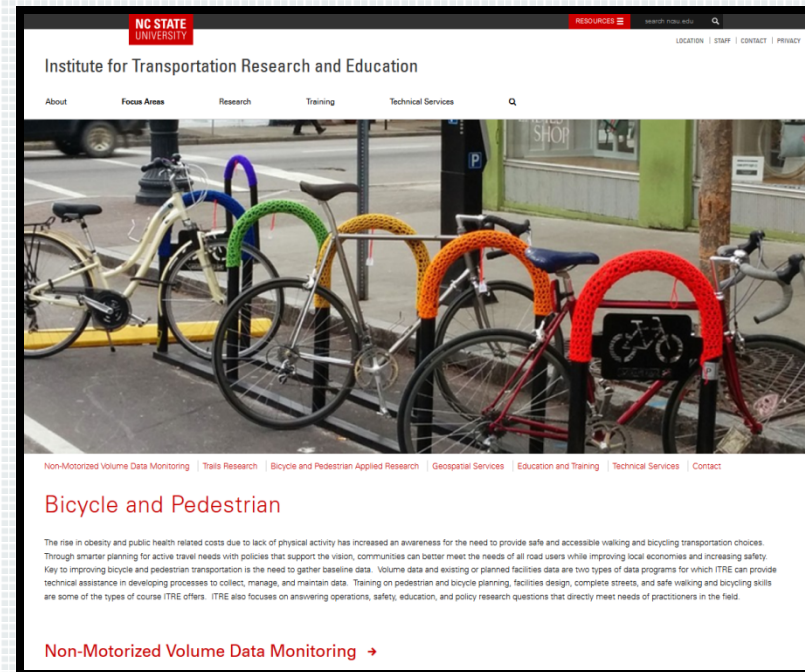 NC STATE
UNIVERSITY
RESOURCES
search ncsu.edu
LOCATION | STAFF | CONTACT | PRIVACY
Institute for Transportation Research and Education
About Focus Areas Research Training Technical Services
SHOP
P
Non-Motorized Volume Data Monitoring | Trails Research | Bicycle and Pedestrian Applied Research | Geospatial Services | Education and Training | Technical Services | Contact
Bicycle and Pedestrian
The rise in obesity and public health related costs due to lack of physical activity has increased an awareness for the need to provide safe and accessible walking and bicycling transportation choices.
Through smarter planning for active travel needs with policies that support the vision, communities can better meet the needs of all road users while improving local economies and increasing safety.
Key to improving bicycle and pedestrian transportation is the need to gather baseline data. Volume data and existing or planned facilities data are two types of data programs for which ITRE can provide
technical assistance in developing processes to collect, manage, and maintain data. Training on pedestrian and bicycle planning, facilities design, complete streets, and safe walking and bicycling skills
are some of the types of course ITRE offers. ITRE also focuses on answering operations, safety, education, and policy research questions that directly meet needs of practitioners in the field.
Non-Motorized Volume Data Monitoring →